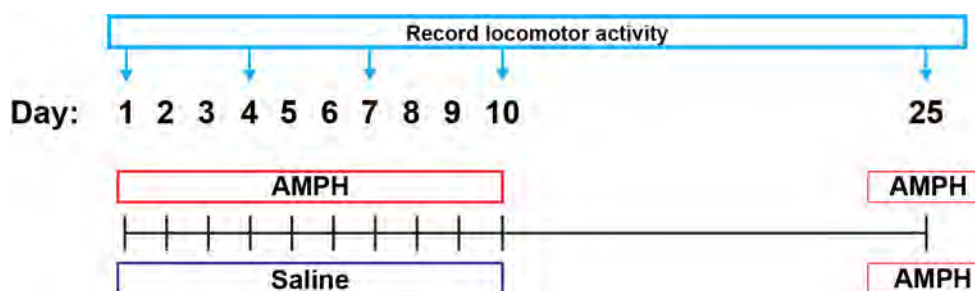 Record locomotor activity
Day: 1 2 3 4 5 6 7 8 9 10 25
AMPH AMPH
Saline AMPH